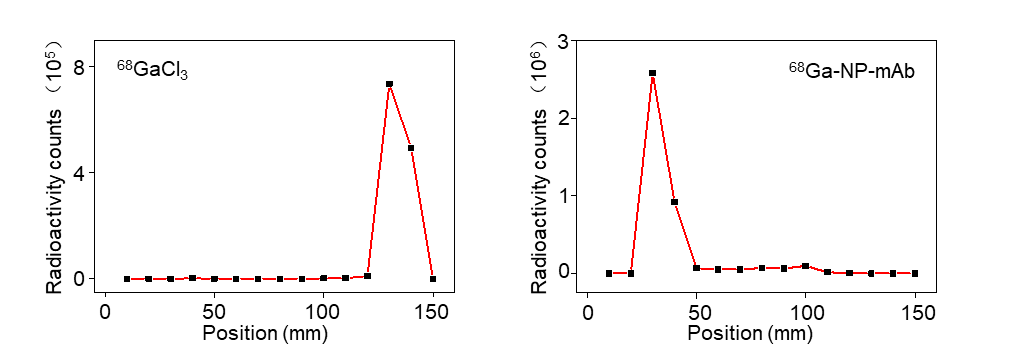 ⁶⁸GaCl₃
Radioactivity counts（10⁵）
8
4
0
0
50
100
150
Position (mm)
⁶⁸Ga-NP-mAb
Radioactivity counts（10⁶）
3
2
1
0
0
50
100
150
Position (mm)